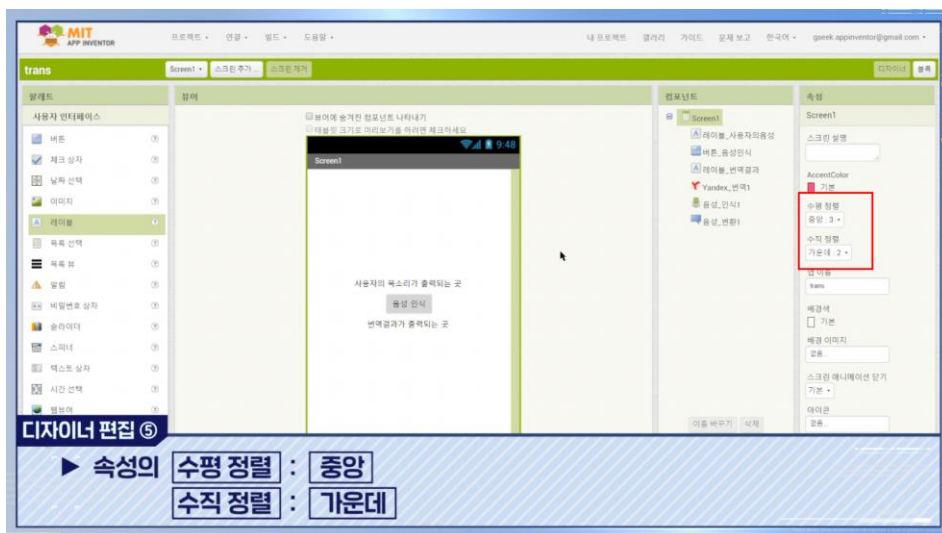 MIT
APP INVENTOR
프로젝트 연결 빌드 도움말 내 프로젝트 갤러리 가이드 문제 보고 한국어 gseek.appinventor@gmail.com
trans Screen1 스크린 추가... 스크린 제거 디자이너 블록
팔레트
사용자 인터페이스
버튼
체크 상자
날짜 선택
이미지
레이블
목록 선택
목록 뷰
알림
비밀번호 상자
슬라이더
스피너
텍스트 상자
시간 선택
웹뷰어
뷰어
뷰어에 숨겨진 컴포넌트 나타내기
태블릿 크기로 미리보기를 하려면 체크하세요
9:48
Screen1
사용자의 목소리가 출력되는 곳
음성 인식
번역결과가 출력되는 곳
컴포넌트
Screen1
레이블_사용자의음성
버튼_음성인식
레이블_번역결과
Yandex_번역1
음성_인식1
음성_변환1
이름 바꾸기 삭제
속성
Screen1
스크린 설명
AccentColor
기본
수평 정렬
중앙 : 3
수직 정렬
가운데 : 2
앱 이름
trans
배경색
기본
배경 이미지
없음...
스크린 애니메이션 닫기
기본
아이콘
없음...
디자이너 편집 ⑤
▶ 속성의 수평 정렬 : 중앙
수직 정렬 : 가운데